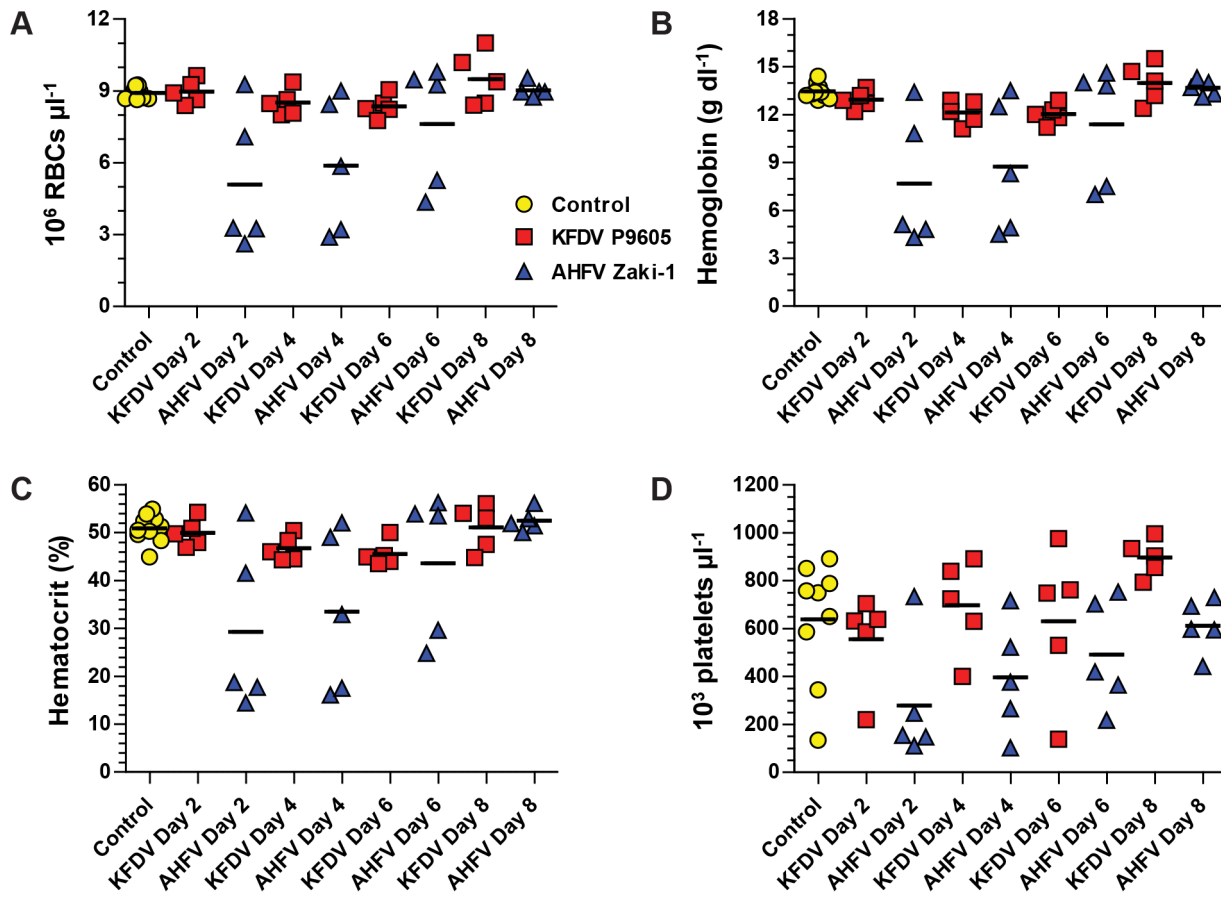 A
10⁶ RBCs µl⁻¹
12
9
6
3
0
Control
KFDV P9605
AHFV Zaki-1
Control
KFDV Day 2
AHFV Day 2
KFDV Day 4
AHFV Day 4
KFDV Day 6
AHFV Day 6
KFDV Day 8
AHFV Day 8
B
Hemoglobin (g dl⁻¹)
18
15
12
9
6
3
0
Control
KFDV Day 2
AHFV Day 2
KFDV Day 4
AHFV Day 4
KFDV Day 6
AHFV Day 6
KFDV Day 8
AHFV Day 8
C
Hematocrit (%)
60
50
40
30
20
10
0
Control
KFDV Day 2
AHFV Day 2
KFDV Day 4
AHFV Day 4
KFDV Day 6
AHFV Day 6
KFDV Day 8
AHFV Day 8
D
10³ platelets µl⁻¹
1200
1000
800
600
400
200
0
Control
KFDV Day 2
AHFV Day 2
KFDV Day 4
AHFV Day 4
KFDV Day 6
AHFV Day 6
KFDV Day 8
AHFV Day 8